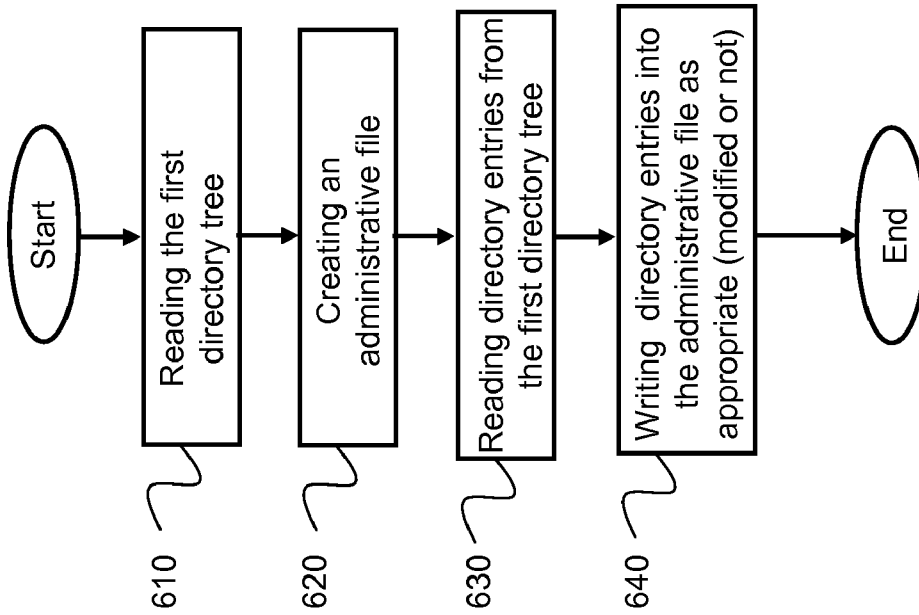 Start
610
Reading the first
directory tree
620
Creating an
administrative file
630
Reading directory entries from
the first directory tree
640
Writing directory entries into
the administrative file as
appropriate (modified or not)
End